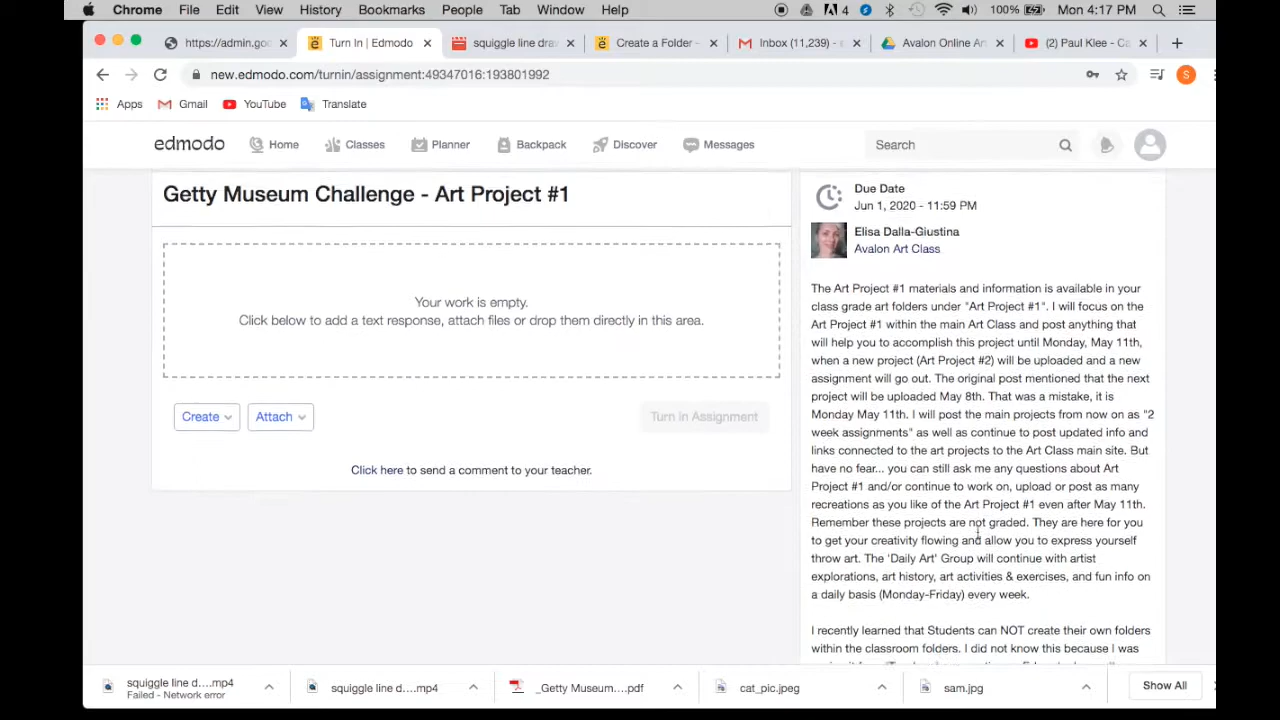 Chrome File Edit View History Bookmarks People Tab Window Help 4 100% Mon 4:17 PM
https://admin.goo Turn In | Edmodo squiggle line draw Create a Folder - Inbox (11,239) - e Avalon Online Art (2) Paul Klee - Ca
new.edmodo.com/turnin/assignment:49347016:193801992 S
Apps Gmail YouTube Translate
edmodo Home Classes Planner Backpack Discover Messages Search
Getty Museum Challenge - Art Project #1
Your work is empty.
Click below to add a text response, attach files or drop them directly in this area.
Create Attach Turn in Assignment
Click here to send a comment to your teacher.
Due Date
Jun 1, 2020 - 11:59 PM
Elisa Dalla-Giustina
Avalon Art Class
The Art Project #1 materials and information is available in your
class grade art folders under "Art Project #1". I will focus on the
Art Project #1 within the main Art Class and post anything that
will help you to accomplish this project until Monday, May 11th,
when a new project (Art Project #2) will be uploaded and a new
assignment will go out. The original post mentioned that the next
project will be uploaded May 8th. That was a mistake, it is
Monday May 11th. I will post the main projects from now on as "2
week assignments" as well as continue to post updated info and
links connected to the art projects to the Art Class main site. But
have no fear... you can still ask me any questions about Art
Project #1 and/or continue to work on, upload or post as many
recreations as you like of the Art Project #1 even after May 11th.
Remember these projects are not graded. They are here for you
to get your creativity flowing and allow you to express yourself
throw art. The 'Daily Art' Group will continue with artist
explorations, art history, art activities & exercises, and fun info on
a daily basis (Monday-Friday) every week.
I recently learned that Students can NOT create their own folders
within the classroom folders. I did not know this because I was
squiggle line d....mp4
Failed - Network error
squiggle line d....mp4 _Getty Museum....pdf cat_pic.jpeg sam.jpg Show All